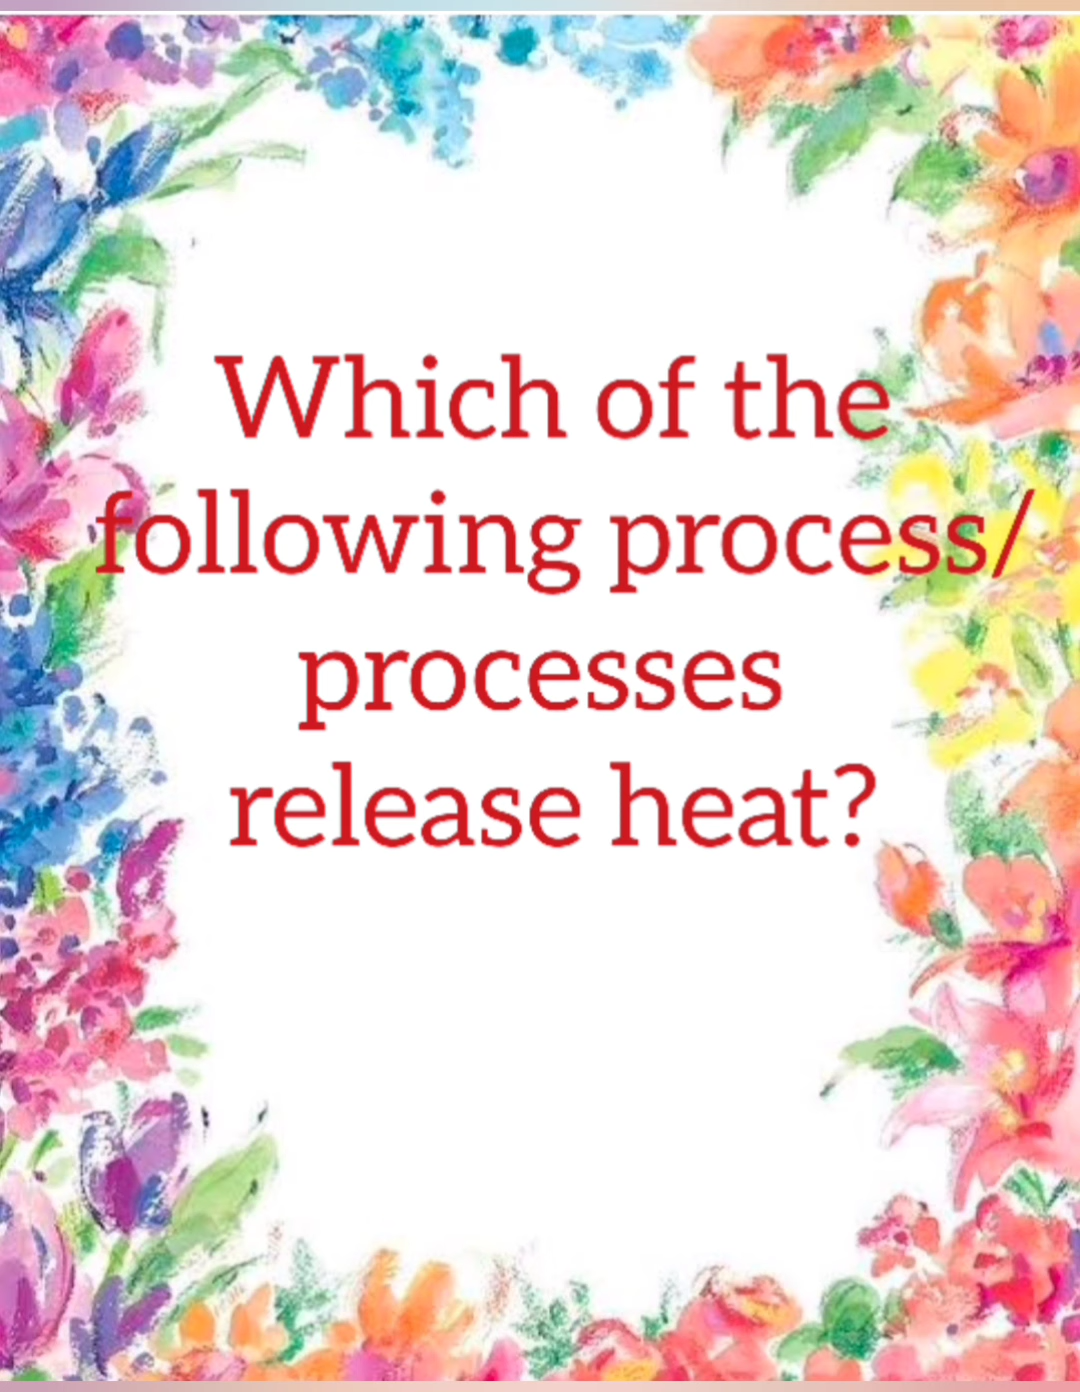 Which of the
following process/
processes
release heat?